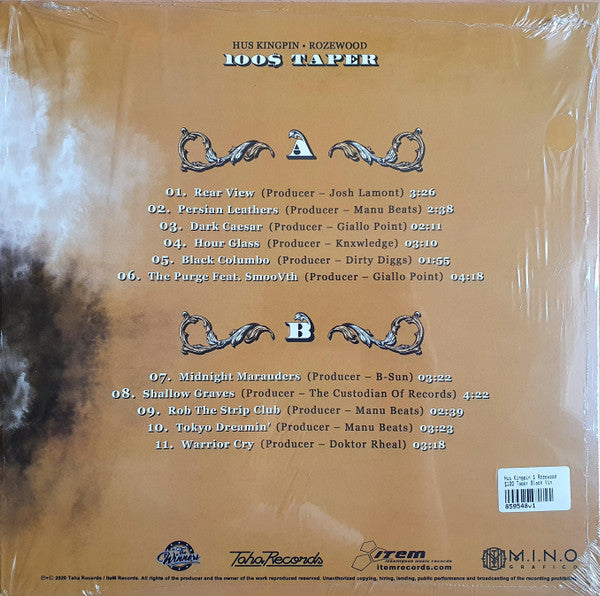 HUS KINGPIN • ROZEWOOD
100$ TAPER
A
01. Rear View (Producer – Josh Lamont) 3:26
02. Persian Leathers (Producer – Manu Beats) 2:38
03. Dark Caesar (Producer – Giallo Point) 02:11
04. Hour Glass (Producer – Knxwledge) 03:10
05. Black Columbo (Producer – Dirty Diggs) 01:55
06. The Purge Feat. SmooVth (Producer – Giallo Point) 04:18
B
07. Midnight Marauders (Producer – B-Sun) 03:22
08. Shallow Graves (Producer – The Custodian Of Records) 4:22
09. Rob The Strip Club (Producer – Manu Beats) 02:39
10. Tokyo Dreamin' (Producer – Manu Beats) 03:23
11. Warrior Cry (Producer – Doktor Rheal) 03:18
Hus Kingpin & Rozewood
$100 Taper Black Vin
859548v1
The Winners
Taha Records
iTEM
itemrecords.com
M.I.N.O
GRAFICO
℗+© 2020 Taha Records / Item Records. All rights of the producer and the owner of the work reproduced reserved. Unauthorized copying, hiring, lending, public performance and broadcasting of the recording prohibited